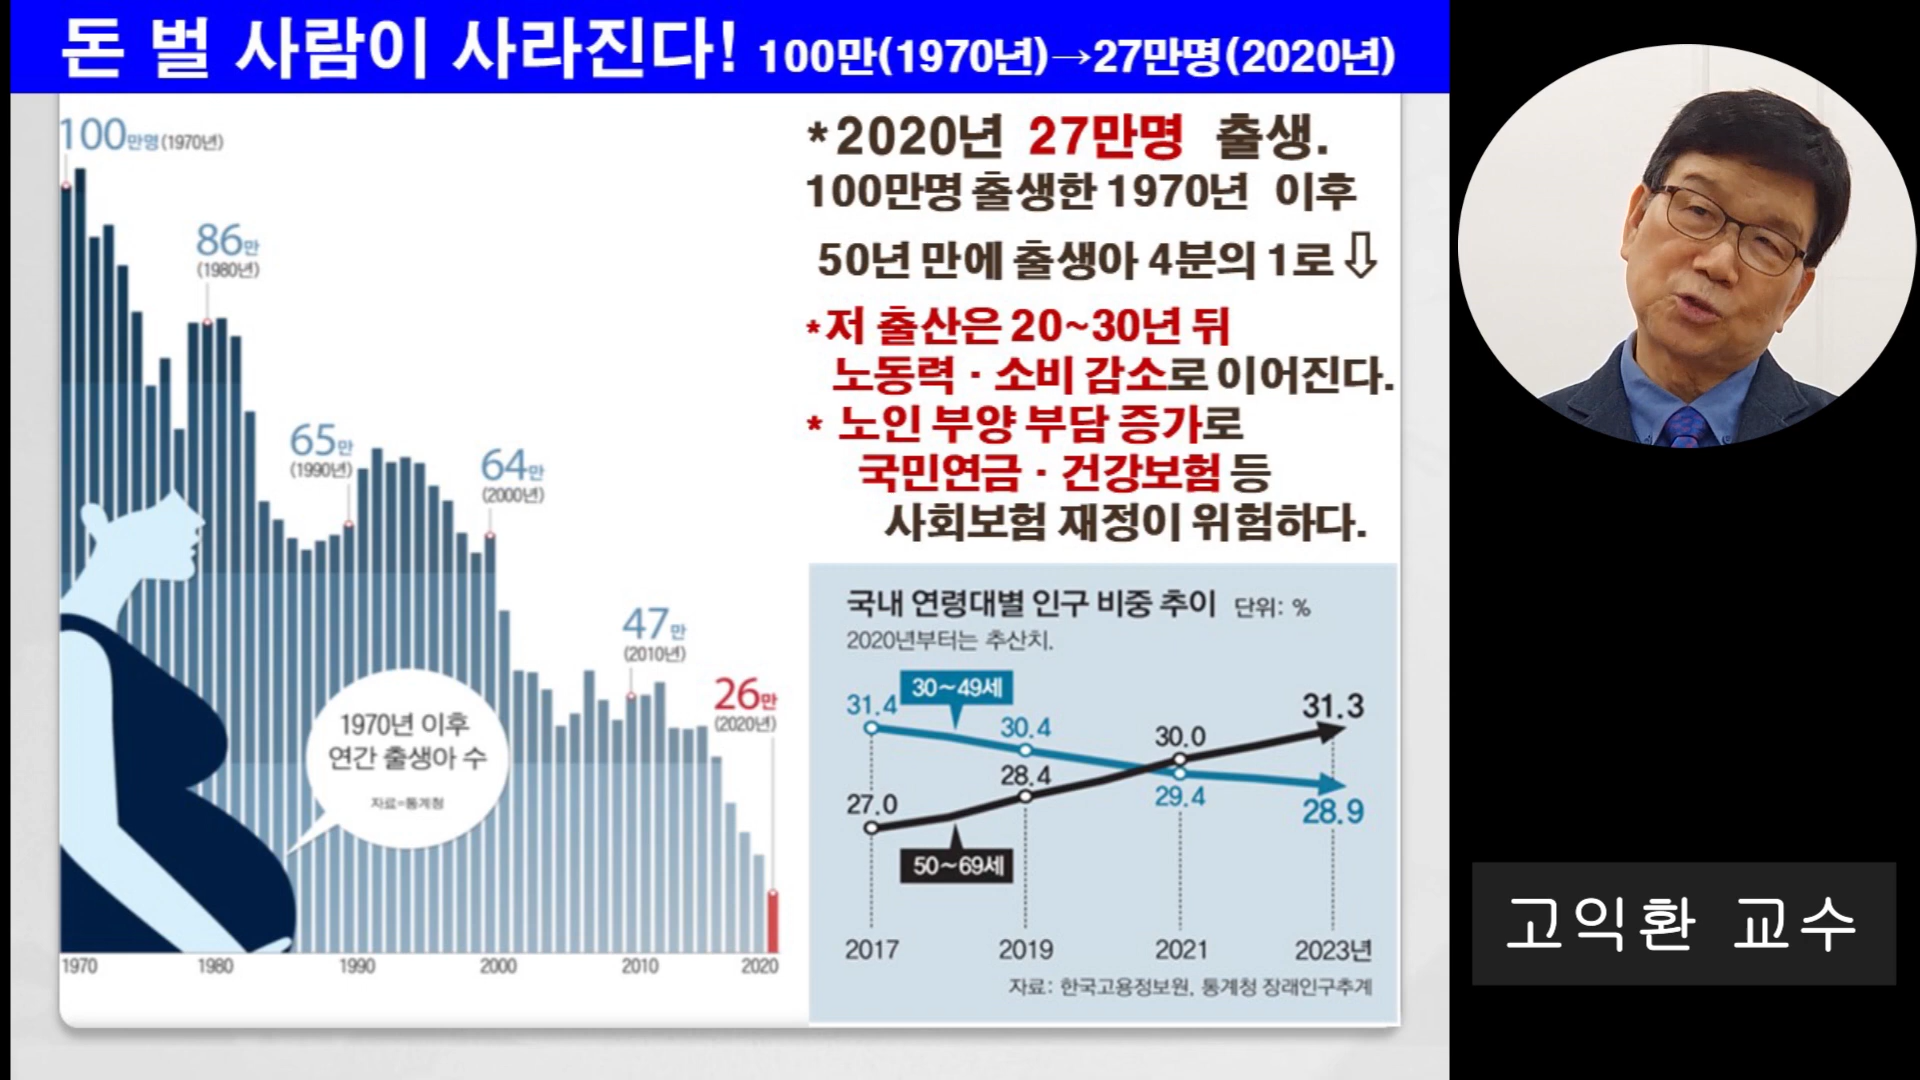 돈 벌 사람이 사라진다! 100만(1970년)→27만명(2020년)
100만명(1970년)
86만
(1980년)
65만
(1990년)
64만
(2000년)
47만
(2010년)
26만
(2020년)
1970년 이후
연간 출생아 수
자료=통계청
1970 1980 1990 2000 2010 2020
*2020년 27만명 출생.
100만명 출생한 1970년 이후
50년 만에 출생아 4분의 1로⇩
*저 출산은 20~30년 뒤
노동력·소비 감소로 이어진다.
* 노인 부양 부담 증가로
국민연금·건강보험 등
사회보험 재정이 위험하다.
국내 연령대별 인구 비중 추이 단위: %
2020년부터는 추산치.
30~49세
31.4 30.4 29.4 28.9
27.0 28.4 30.0 31.3
50~69세
2017 2019 2021 2023년
자료: 한국고용정보원, 통계청 장래인구추계
고익환 교수